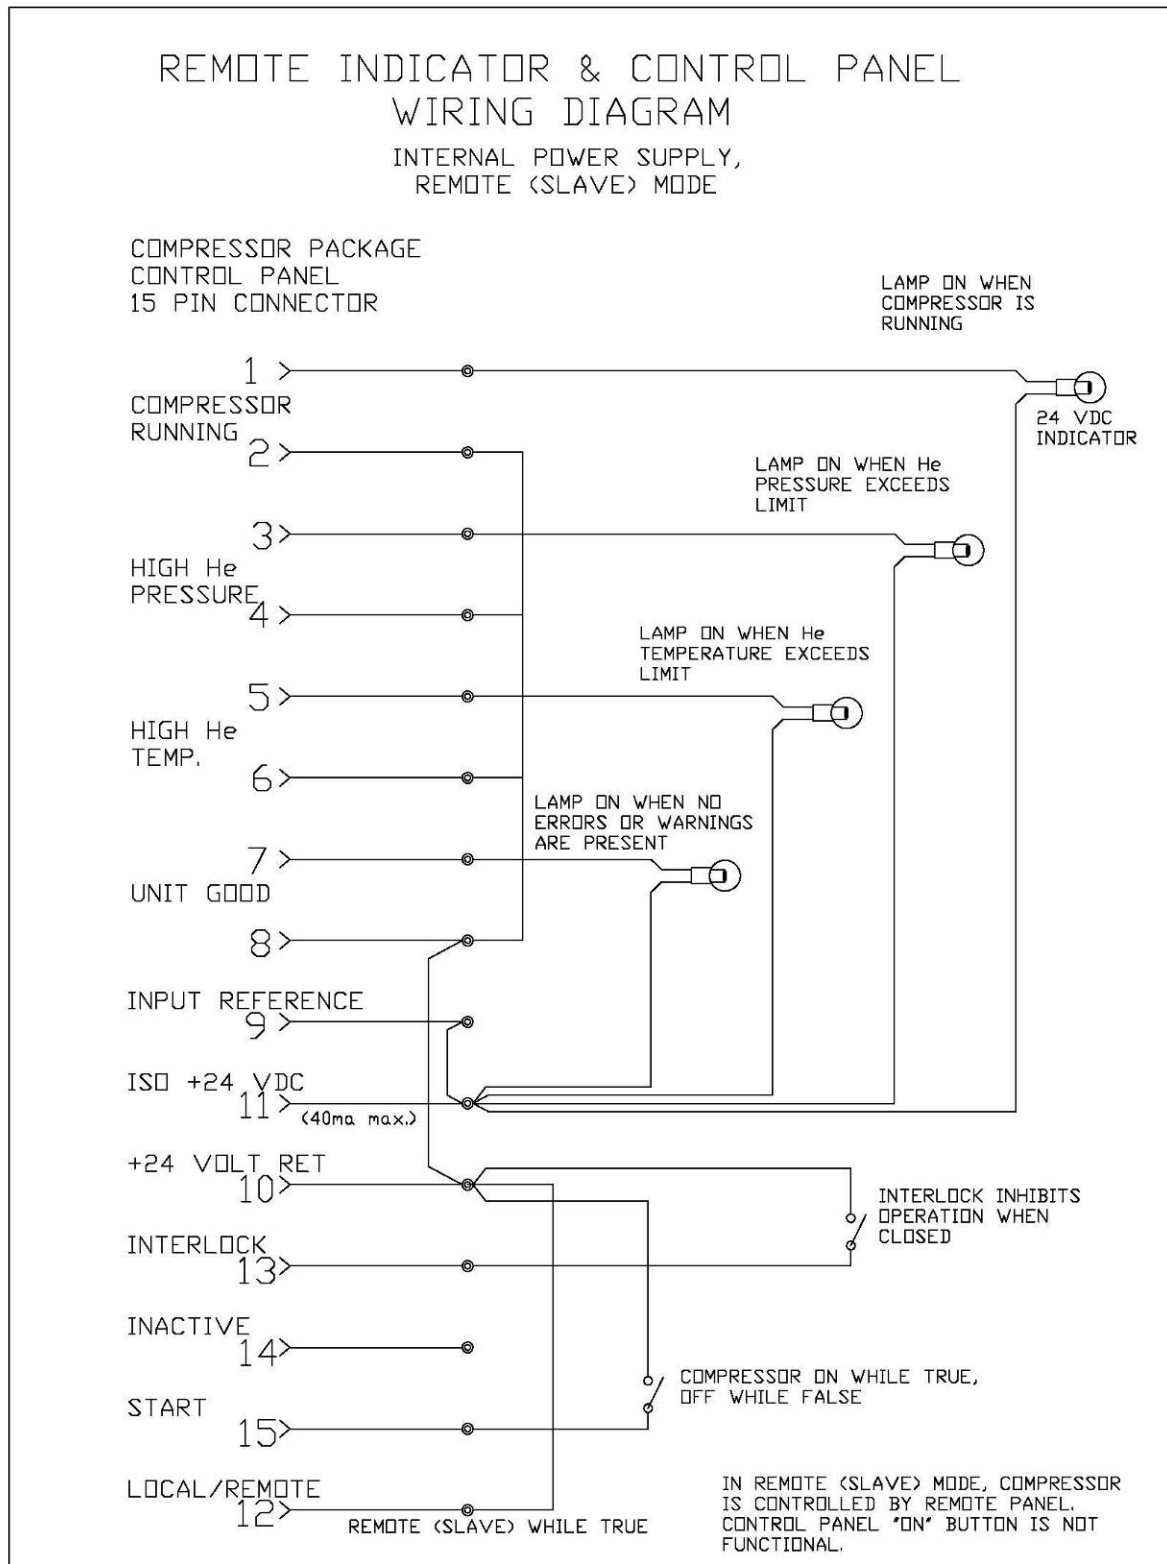 REMOTE INDICATOR & CONTROL PANEL
WIRING DIAGRAM
INTERNAL POWER SUPPLY,
REMOTE (SLAVE) MODE
COMPRESSOR PACKAGE
CONTROL PANEL
15 PIN CONNECTOR
LAMP ON WHEN
COMPRESSOR IS
RUNNING
1
COMPRESSOR
RUNNING
2
24 VDC
INDICATOR
LAMP ON WHEN He
PRESSURE EXCEEDS
LIMIT
3
HIGH He
PRESSURE
4
LAMP ON WHEN He
TEMPERATURE EXCEEDS
LIMIT
5
HIGH He
TEMP.
6
LAMP ON WHEN NO
ERRORS OR WARNINGS
ARE PRESENT
7
UNIT GOOD
8
INPUT REFERENCE
9
ISO +24 VDC
11
(40ma max.)
+24 VOLT RET
10
INTERLOCK INHIBITS
OPERATION WHEN
CLOSED
INTERLOCK
13
INACTIVE
14
COMPRESSOR ON WHILE TRUE,
OFF WHILE FALSE
START
15
LOCAL/REMOTE
12
REMOTE (SLAVE) WHILE TRUE
IN REMOTE (SLAVE) MODE, COMPRESSOR
IS CONTROLLED BY REMOTE PANEL.
CONTROL PANEL "ON" BUTTON IS NOT
FUNCTIONAL.